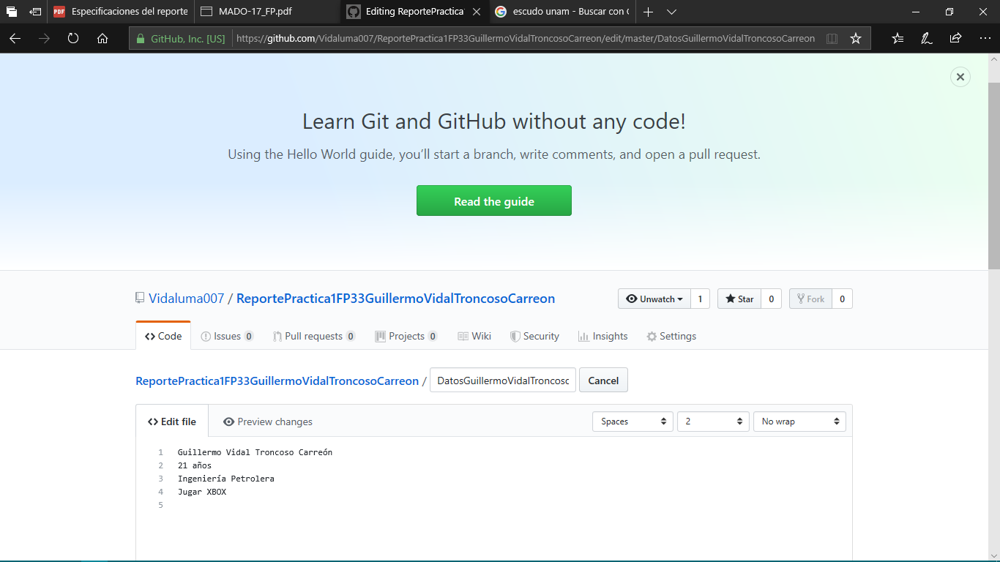 PDF Especificaciones del reporte
MADO-17_FP.pdf
Editing ReportePractica1
escudo unam - Buscar con G
GitHub, Inc. [US]
https://github.com/Vidaluma007/ReportePractica1FP33GuillermoVidalTroncosoCarreon/edit/master/DatosGuillermoVidalTroncosoCarreon
Learn Git and GitHub without any code!
Using the Hello World guide, you’ll start a branch, write comments, and open a pull request.
Read the guide
Vidaluma007 / ReportePractica1FP33GuillermoVidalTroncosoCarreon
Unwatch 1 Star 0 Fork 0
Code Issues 0 Pull requests 0 Projects 0 Wiki Security Insights Settings
ReportePractica1FP33GuillermoVidalTroncosoCarreon / DatosGuillermoVidalTroncosc Cancel
Edit file Preview changes Spaces 2 No wrap
1 Guillermo Vidal Troncoso Carreón
2 21 años
3 Ingeniería Petrolera
4 Jugar XBOX
5